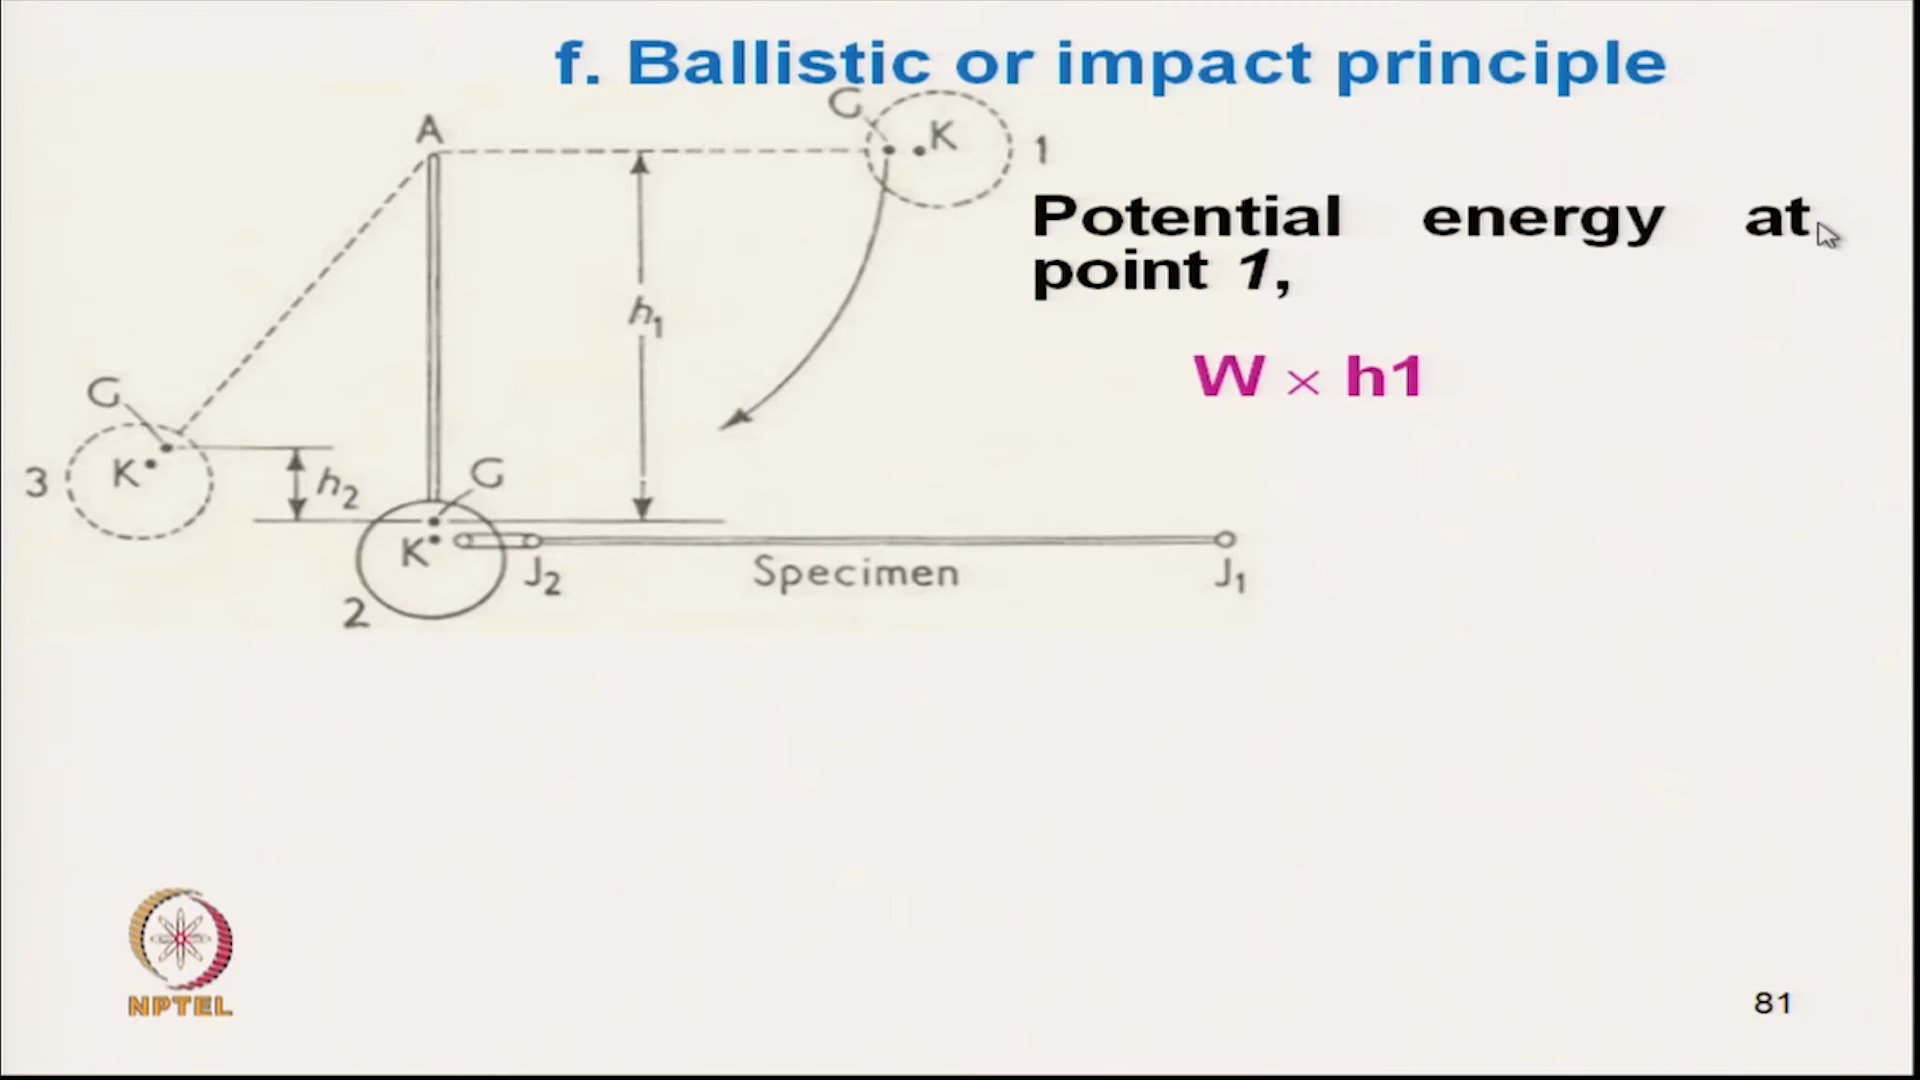 f. Ballistic or impact principle
A
G
K
1
Potential energy at
point 1,
h1
W × h1
G
K
3
h2
G
K
J2
Specimen
J1
2
NPTEL
81